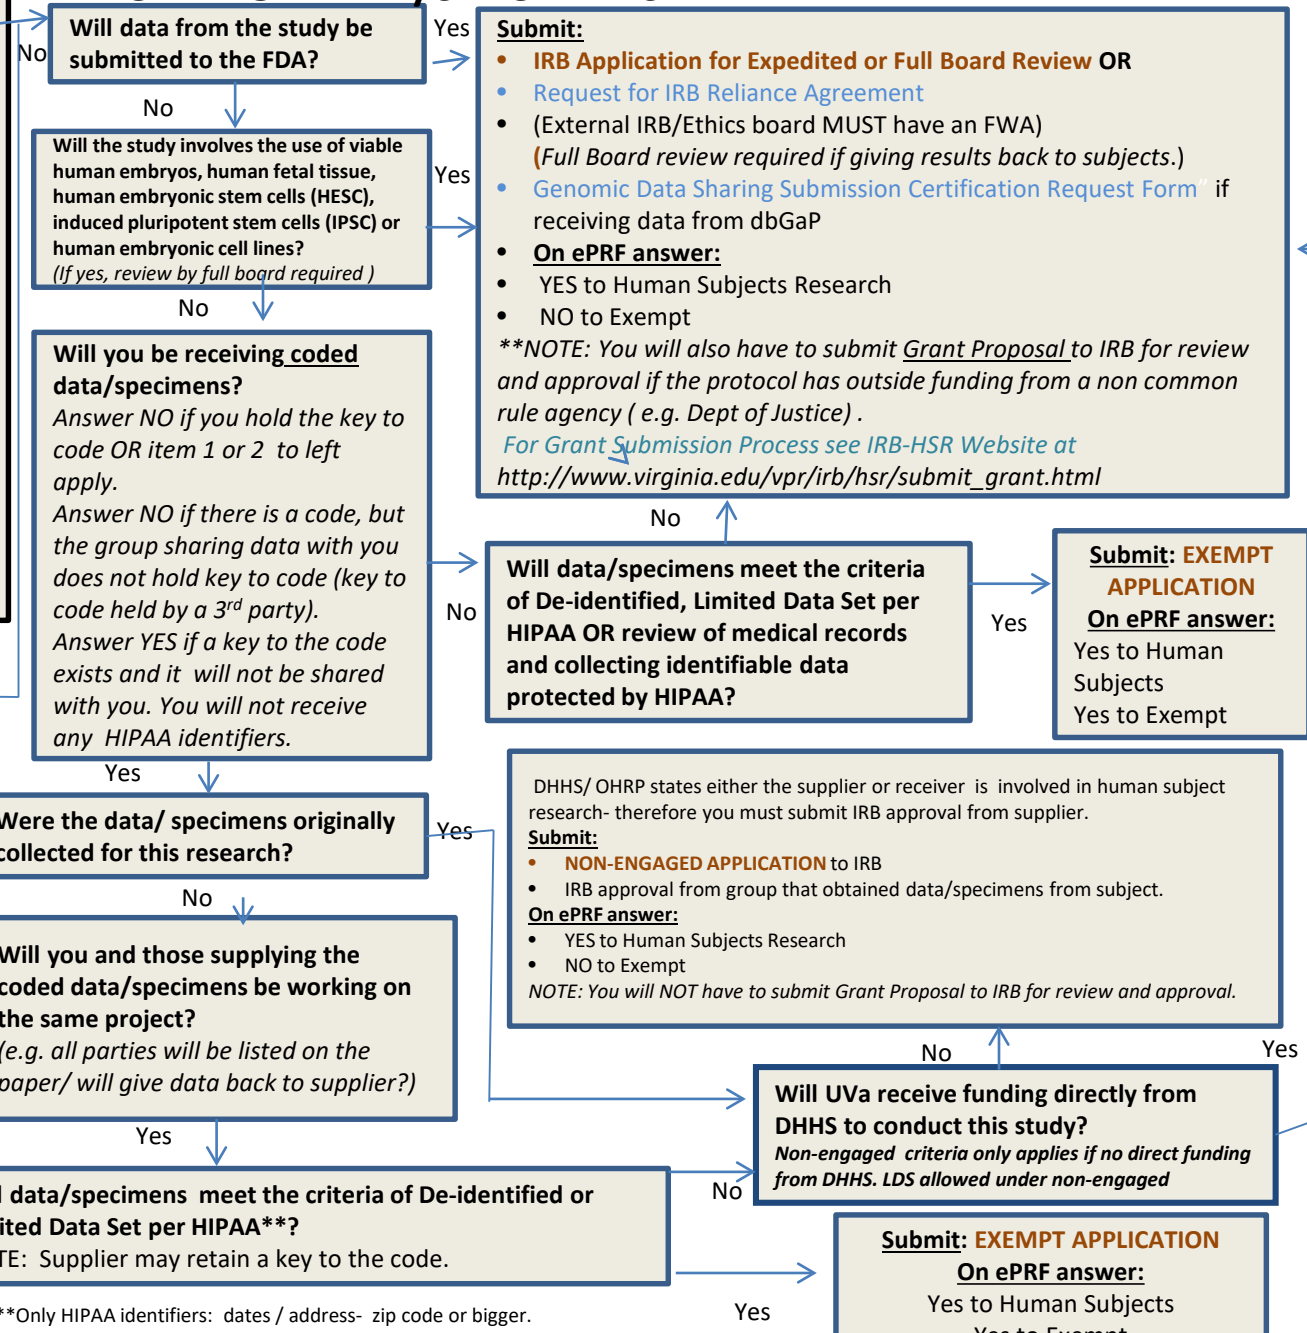 Will data from the study be
submitted to the FDA?
Yes
No
No
Submit:
• IRB Application for Expedited or Full Board Review OR
• Request for IRB Reliance Agreement
• (External IRB/Ethics board MUST have an FWA)
(Full Board review required if giving results back to subjects.)
• Genomic Data Sharing Submission Certification Request Form" if
receiving data from dbGaP
• On ePRF answer:
• YES to Human Subjects Research
• NO to Exempt
**NOTE: You will also have to submit Grant Proposal to IRB for review
and approval if the protocol has outside funding from a non common
rule agency ( e.g. Dept of Justice) .
For Grant Submission Process see IRB-HSR Website at
http://www.virginia.edu/vpr/irb/hsr/submit_grant.html
Will the study involves the use of viable
human embryos, human fetal tissue,
human embryonic stem cells (HESC),
induced pluripotent stem cells (IPSC) or
human embryonic cell lines?
(If yes, review by full board required )
Yes
No
Will you be receiving coded
data/specimens?
Answer NO if you hold the key to
code OR item 1 or 2 to left
apply.
Answer NO if there is a code, but
the group sharing data with you
does not hold key to code (key to
code held by a 3rd party).
Answer YES if a key to the code
exists and it will not be shared
with you. You will not receive
any HIPAA identifiers.
No
No
Will data/specimens meet the criteria
of De-identified, Limited Data Set per
HIPAA OR review of medical records
and collecting identifiable data
protected by HIPAA?
Yes
Submit: EXEMPT
APPLICATION
On ePRF answer:
Yes to Human
Subjects
Yes to Exempt
Yes
Were the data/ specimens originally
collected for this research?
Yes
No
DHHS/ OHRP states either the supplier or receiver is involved in human subject
research- therefore you must submit IRB approval from supplier.
Submit:
• NON-ENGAGED APPLICATION to IRB
• IRB approval from group that obtained data/specimens from subject.
On ePRF answer:
• YES to Human Subjects Research
• NO to Exempt
NOTE: You will NOT have to submit Grant Proposal to IRB for review and approval.
Will you and those supplying the
coded data/specimens be working on
the same project?
(e.g. all parties will be listed on the
paper/ will give data back to supplier?)
Yes
No
Yes
Will UVa receive funding directly from
DHHS to conduct this study?
Non-engaged criteria only applies if no direct funding
from DHHS. LDS allowed under non-engaged
data/specimens meet the criteria of De-identified or
ited Data Set per HIPAA**?
TE: Supplier may retain a key to the code.
No
Yes
**Only HIPAA identifiers: dates / address- zip code or bigger.
Submit: EXEMPT APPLICATION
On ePRF answer:
Yes to Human Subjects
Yes to Exempt